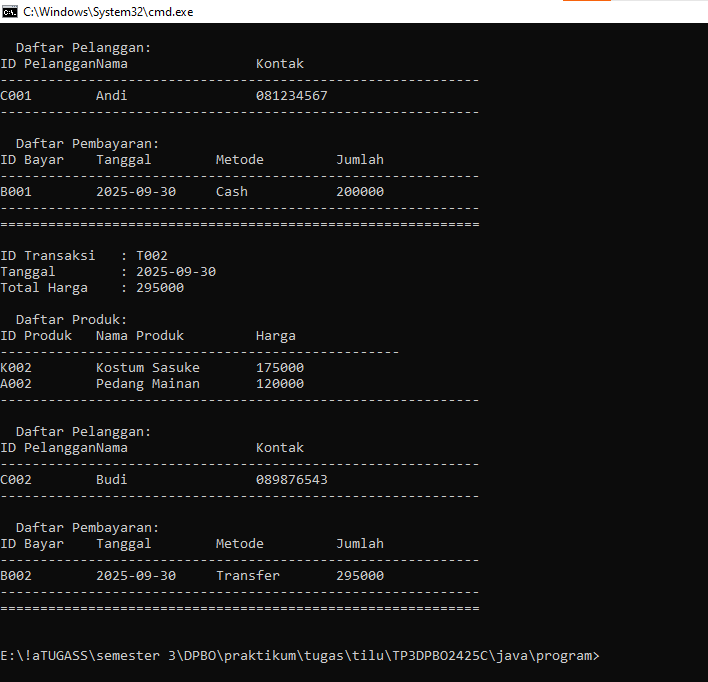 C:\Windows\System32\cmd.exe
Daftar Pelanggan:
ID PelangganNama                Kontak
------------------------------------------------------------
C001        Andi                081234567
------------------------------------------------------------
Daftar Pembayaran:
ID Bayar    Tanggal        Metode         Jumlah
------------------------------------------------------------
B001        2025-09-30     Cash           200000
------------------------------------------------------------
============================================================
ID Transaksi   : T002
Tanggal        : 2025-09-30
Total Harga    : 295000
Daftar Produk:
ID Produk   Nama Produk         Harga
--------------------------------------------------
K002        Kostum Sasuke       175000
A002        Pedang Mainan       120000
------------------------------------------------------------
Daftar Pelanggan:
ID PelangganNama                Kontak
------------------------------------------------------------
C002        Budi                089876543
------------------------------------------------------------
Daftar Pembayaran:
ID Bayar    Tanggal        Metode         Jumlah
------------------------------------------------------------
B002        2025-09-30     Transfer       295000
------------------------------------------------------------
============================================================
E:\!aTUGASS\semester 3\DPBO\praktikum\tugas\tilu\TP3DPBO2425C\java\program>